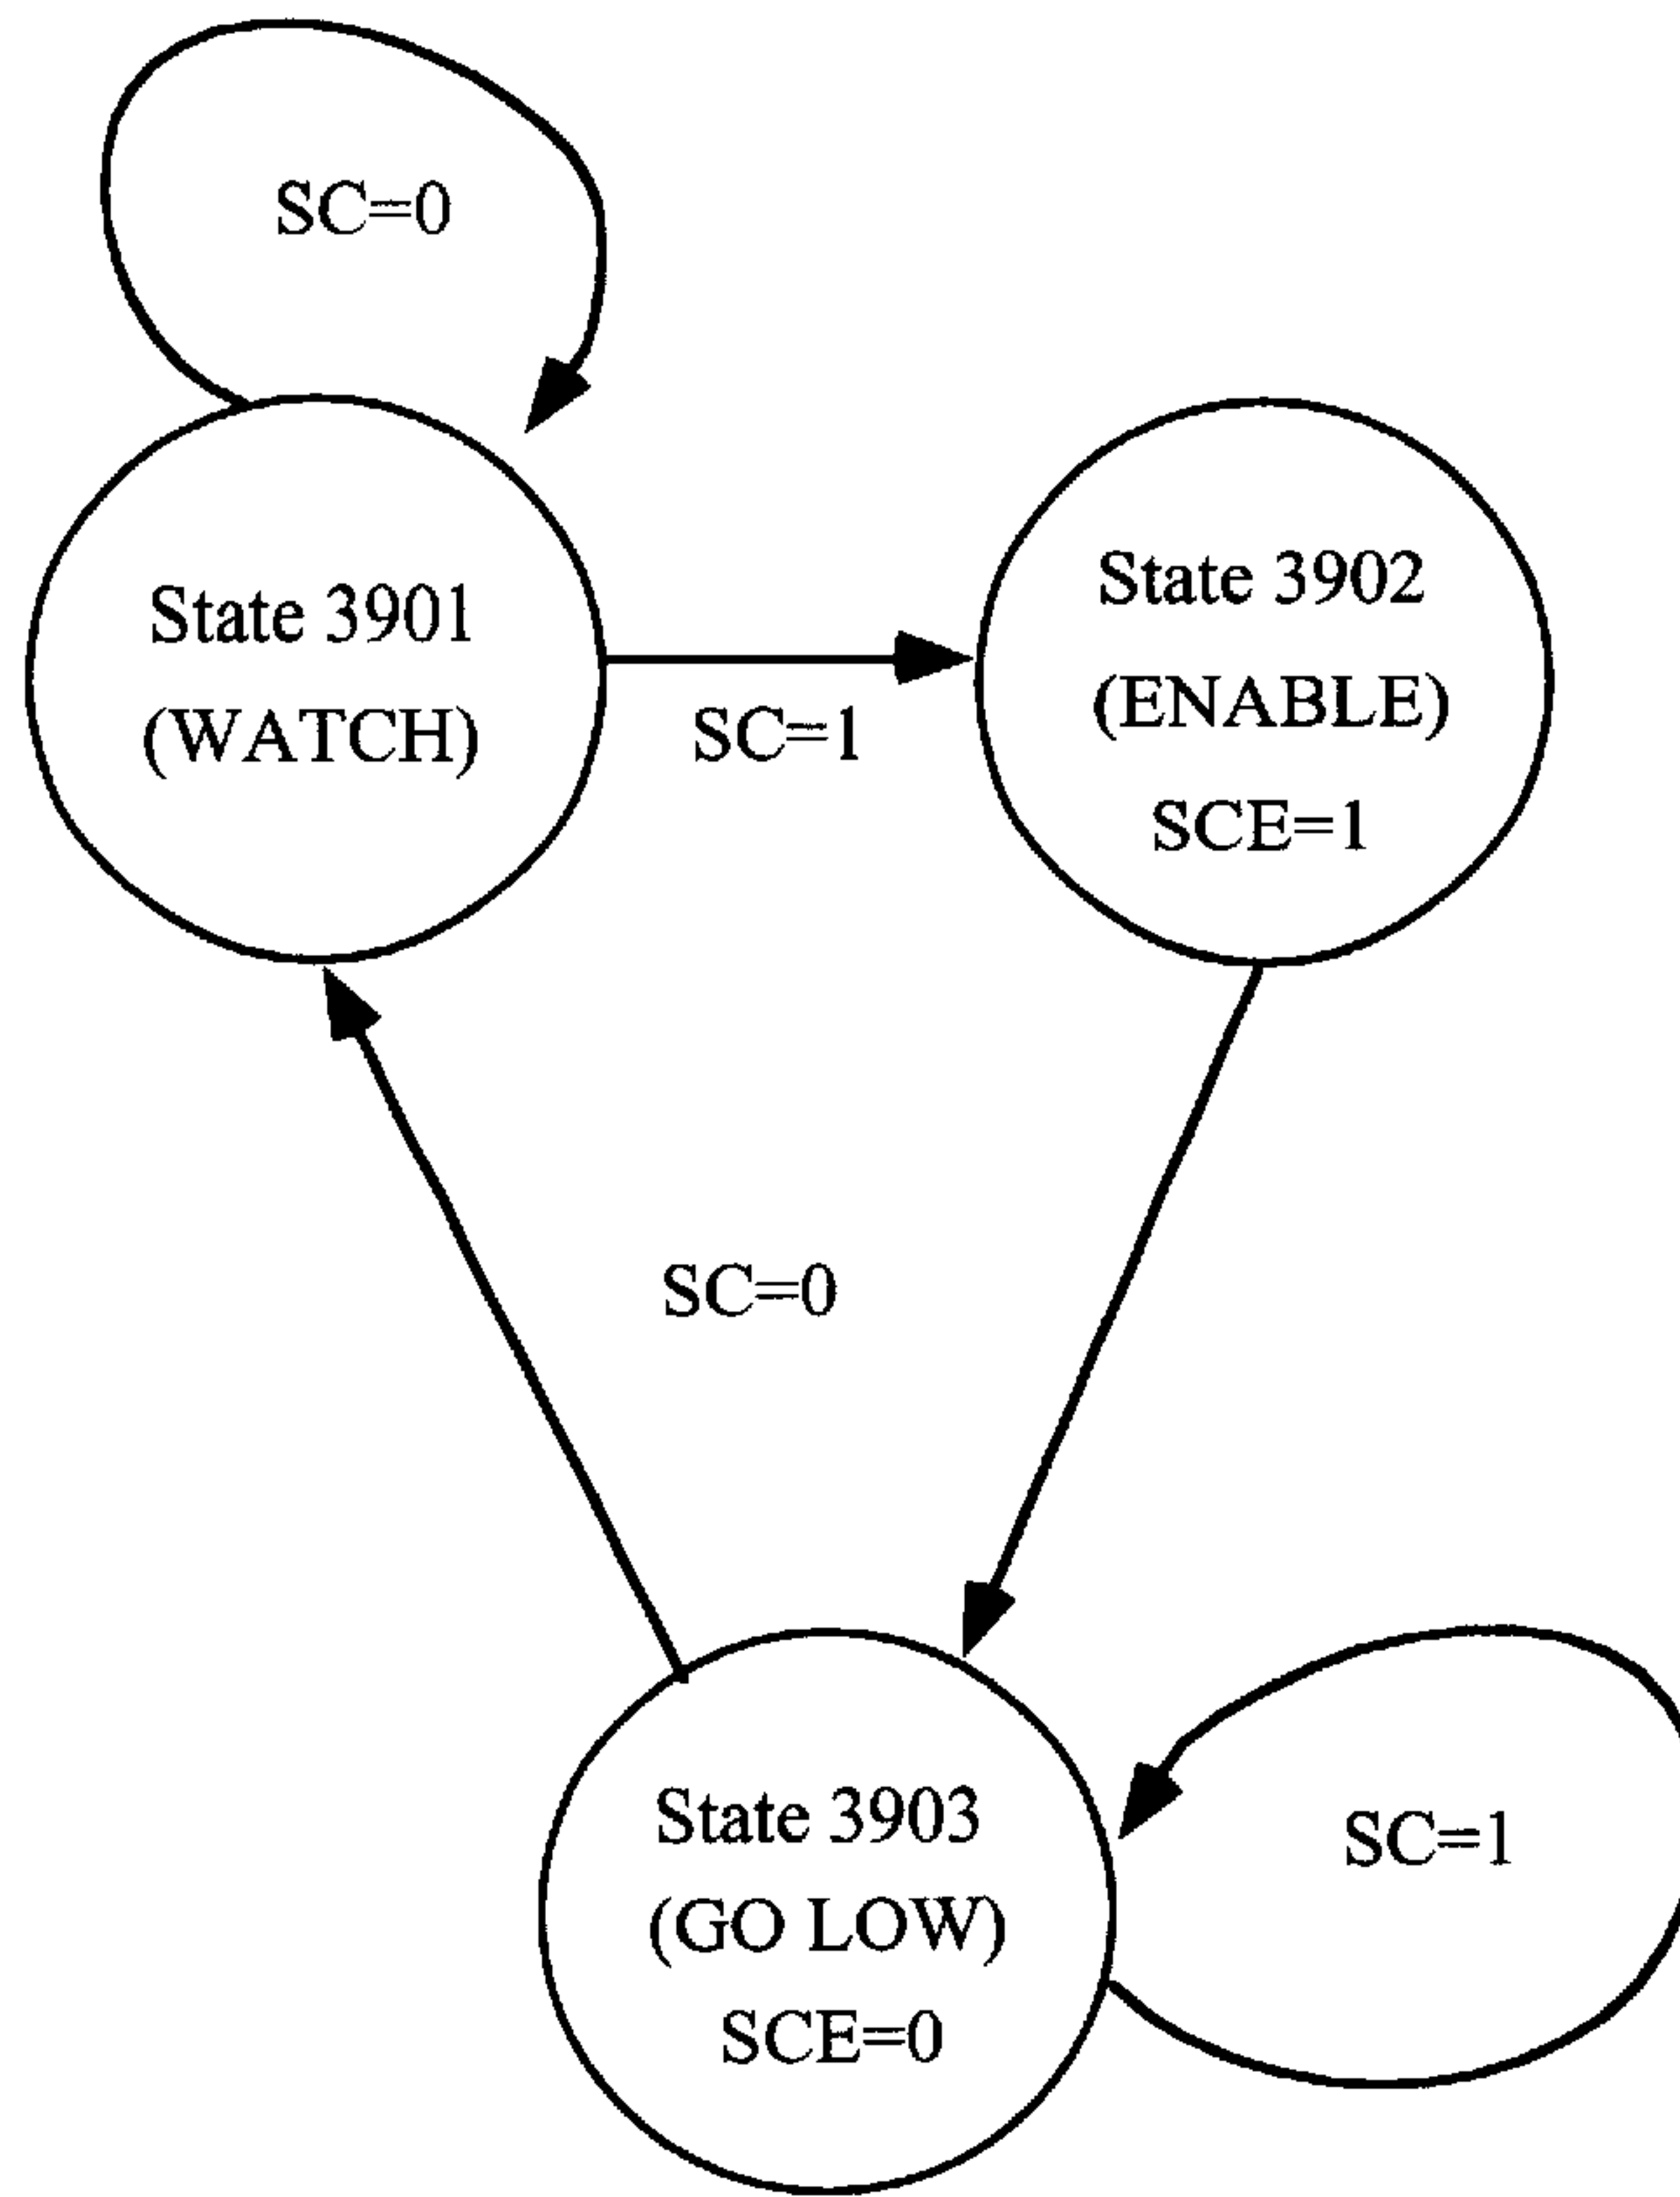 SC=0
State 3901
(WATCH)
SC=1
State 3902
(ENABLE)
SCE=1
SC=0
State 3903
(GO LOW)
SCE=0
SC=1